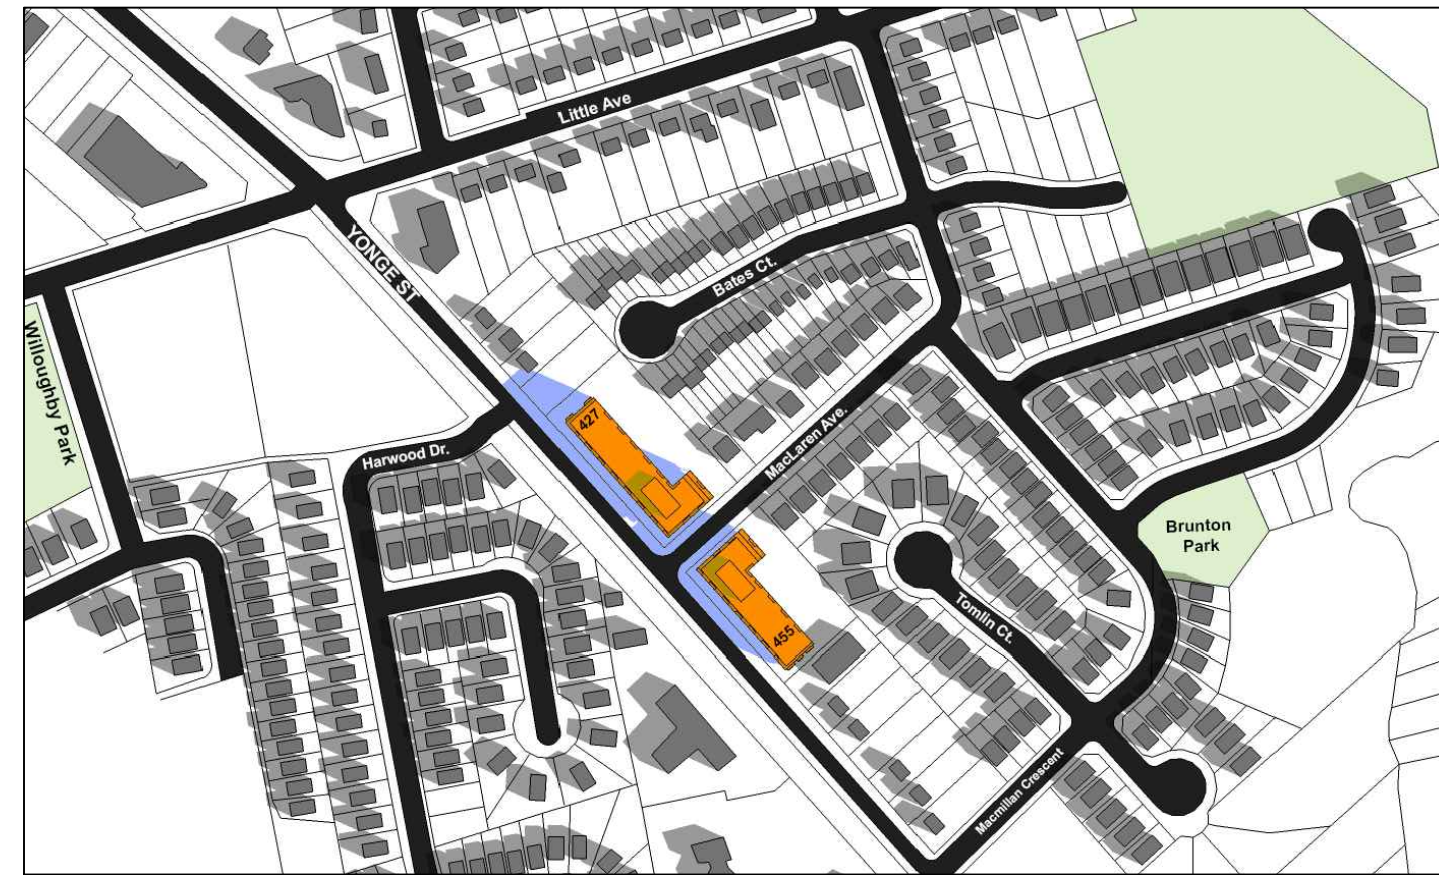 Little Ave
YONGE ST
Bates Ct.
Willoughby Park
427
MacLaren Ave.
Harwood Dr.
Brunton
Park
Tomlin Ct.
455
Macmillan Crescent